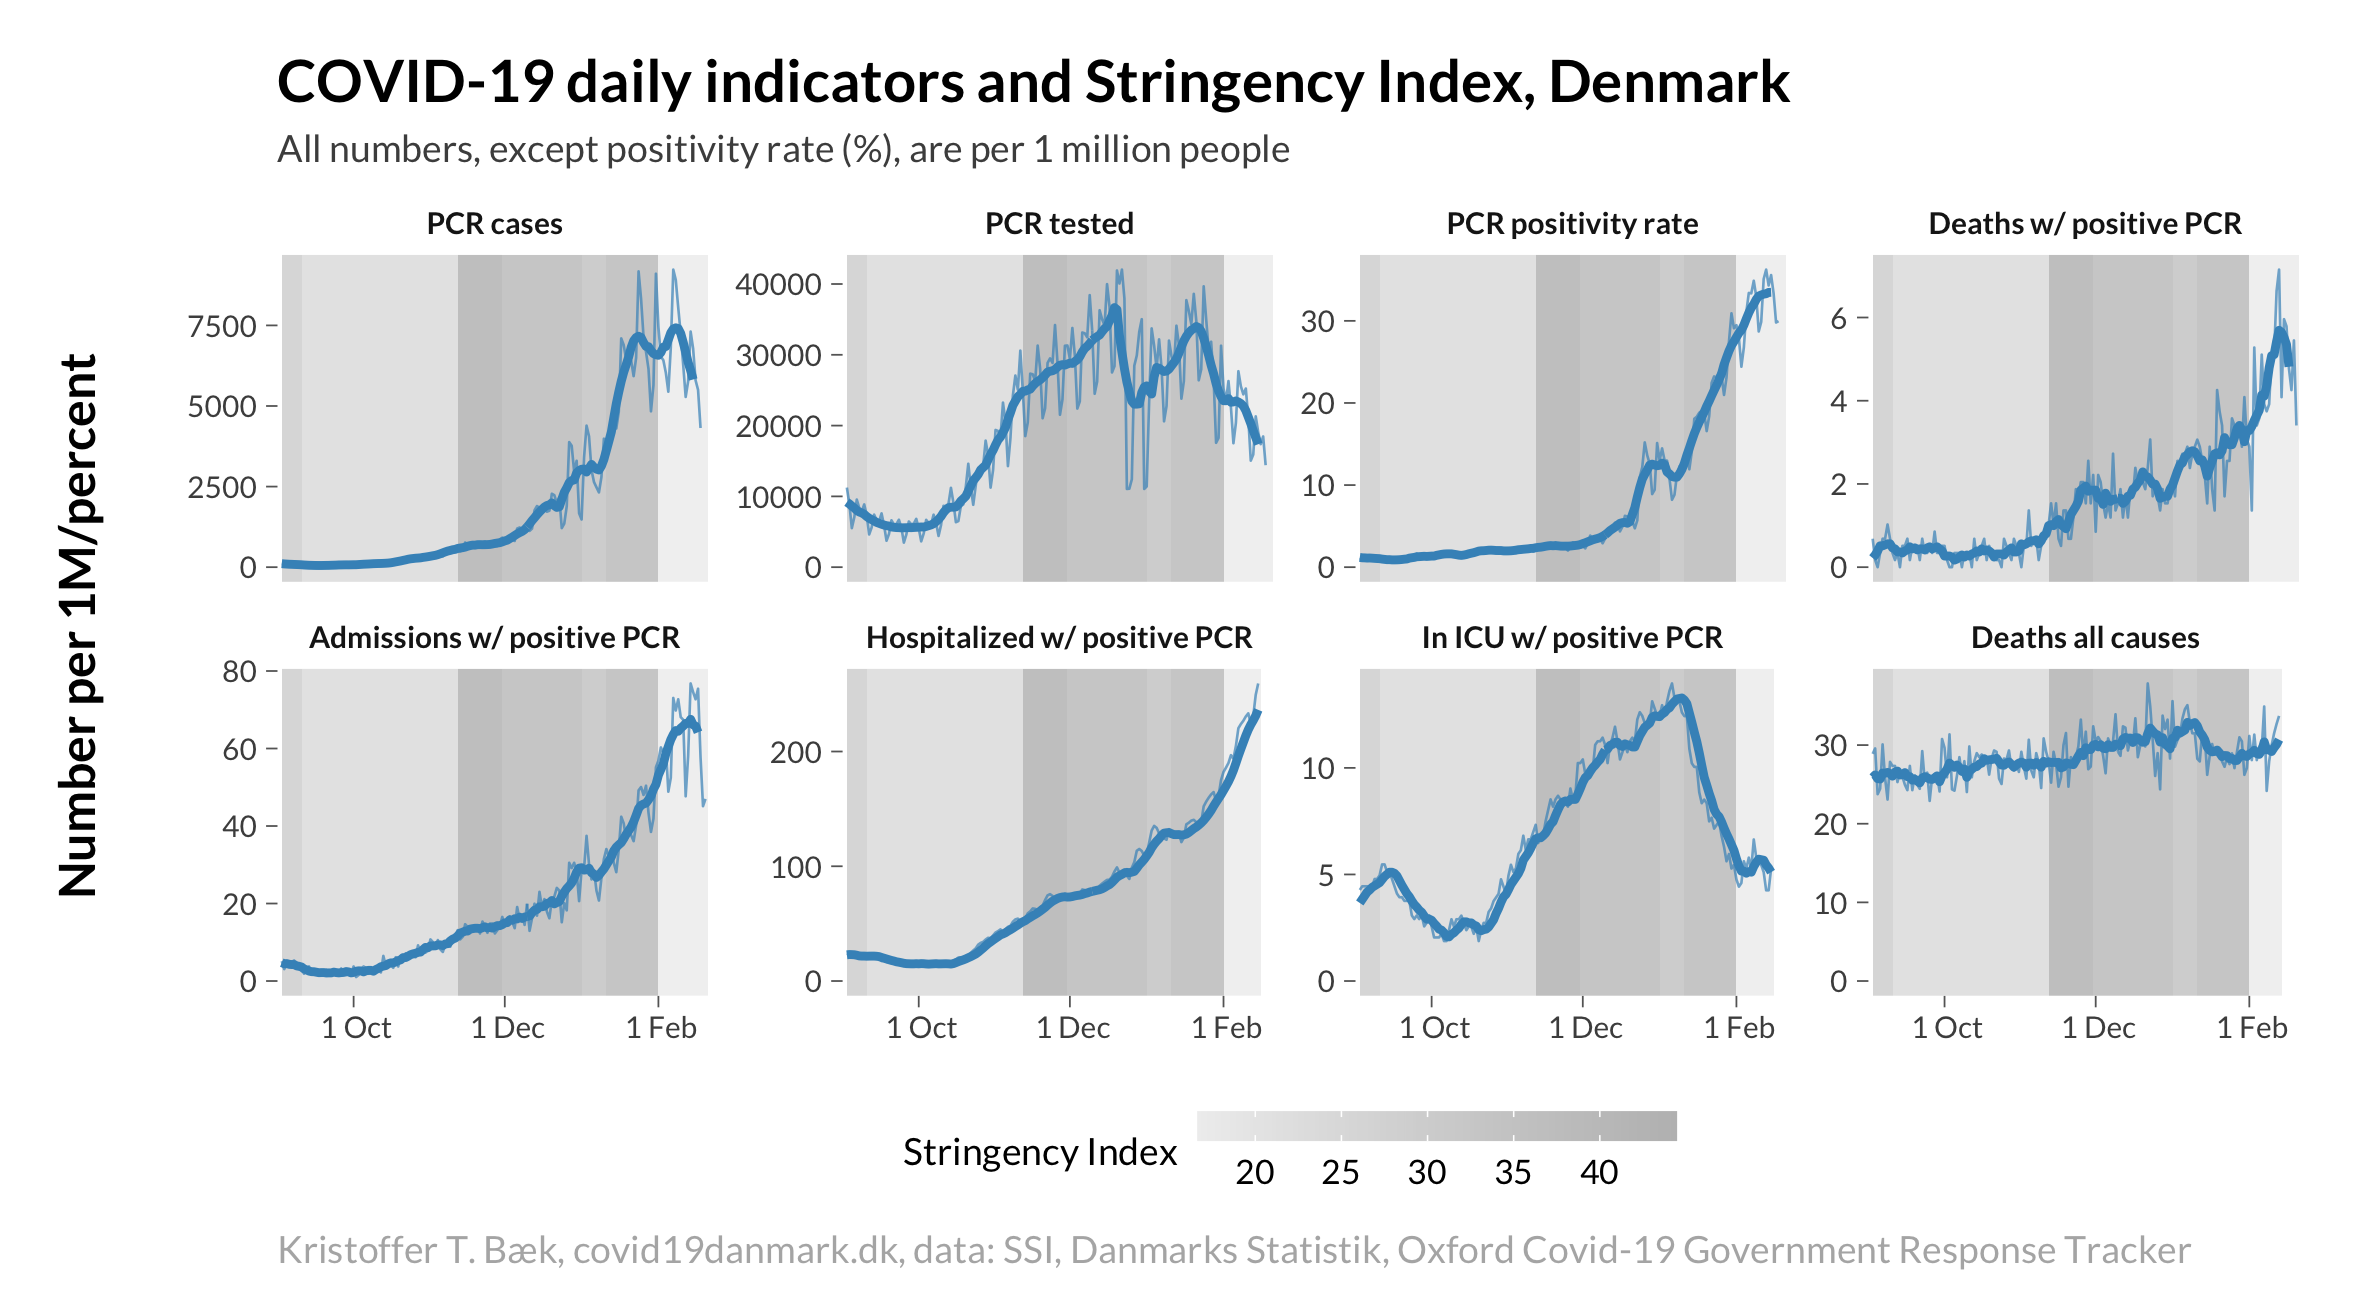 COVID-19 daily indicators and Stringency Index, Denmark
All numbers, except positivity rate (%), are per 1 million people
Number per 1M/percent
PCR cases
7500
5000
2500
0
PCR tested
40000
30000
20000
10000
0
PCR positivity rate
30
20
10
0
Deaths w/ positive PCR
6
4
2
0
Admissions w/ positive PCR
80
60
40
20
0
1 Oct 1 Dec 1 Feb
Hospitalized w/ positive PCR
200
100
0
1 Oct 1 Dec 1 Feb
In ICU w/ positive PCR
10
5
0
1 Oct 1 Dec 1 Feb
Deaths all causes
30
20
10
0
1 Oct 1 Dec 1 Feb
Stringency Index
20 25 30 35 40
Kristoffer T. Bæk, covid19danmark.dk, data: SSI, Danmarks Statistik, Oxford Covid-19 Government Response Tracker